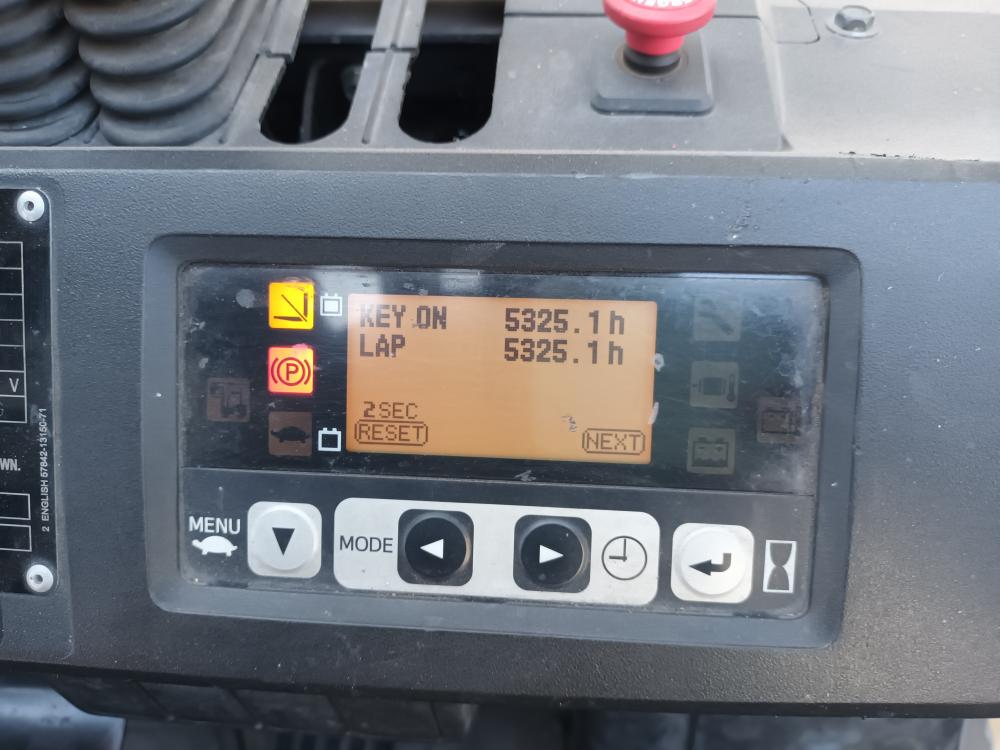 KEY ON 5325.1h
LAP 5325.1h
2SEC
RESET NEXT
P
V
WN.
2 ENGLISH 57842-13150-71
MENU
MODE